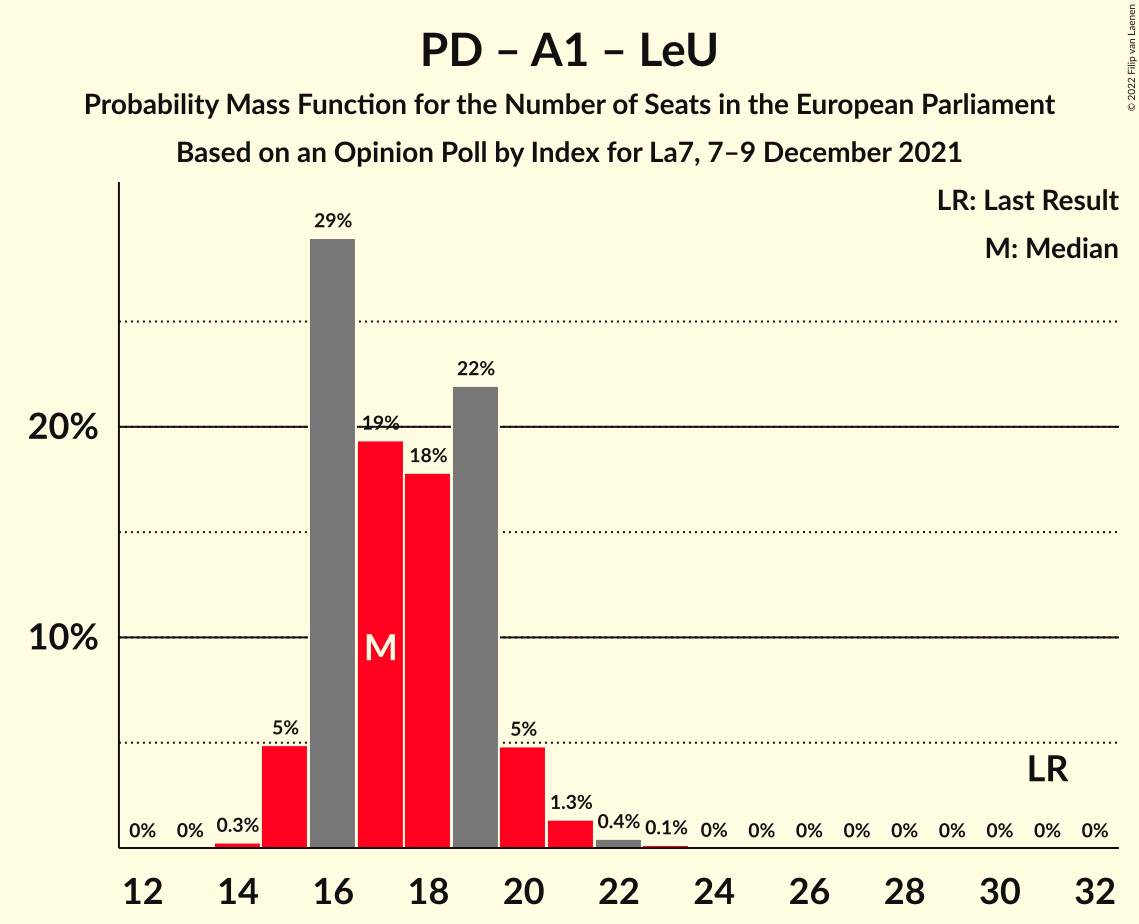 PD – A1 – LeU
Probability Mass Function for the Number of Seats in the European Parliament
Based on an Opinion Poll by Index for La7, 7–9 December 2021
© 2022 Filip van Laenen
LR: Last Result
M: Median
20%
10%
0%
0%
0.3%
5%
29%
19%
18%
22%
5%
1.3%
0.4%
0.1%
0%
0%
0%
0%
0%
0%
0%
0%
0%
M
LR
12 14 16 18 20 22 24 26 28 30 32